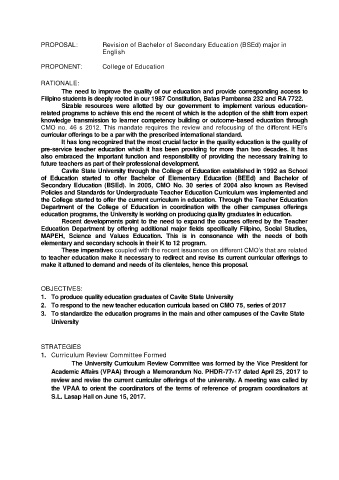 PROPOSAL: Revision of Bachelor of Secondary Education (BSEd) major in
English
PROPONENT: College of Education
RATIONALE:
The need to improve the quality of our education and provide corresponding access to
Filipino students is deeply rooted in our 1987 Constitution, Batas Pambansa 232 and RA 7722.
Sizable resources were allotted by our government to implement various education-
related programs to achieve this end the recent of which is the adoption of the shift from expert
knowledge transmission to learner competency building or outcome-based education through
CMO no. 46 s 2012. This mandate requires the review and refocusing of the different HEI's
curricular offerings to be a par with the prescribed international standard.
It has long recognized that the most crucial factor in the quality education is the quality of
pre-service teacher education which it has been providing for more than two decades. It has
also embraced the important function and responsibility of providing the necessary training to
future teachers as part of their professional development.
Cavite State University through the College of Education established in 1992 as School
of Education started to offer Bachelor of Elementary Education (BEEd) and Bachelor of
Secondary Education (BSEd). In 2005, CMO No. 30 series of 2004 also known as Revised
Policies and Standards for Undergraduate Teacher Education Curriculum was implemented and
the College started to offer the current curriculum in education. Through the Teacher Education
Department of the College of Education in coordination with the other campuses offerings
education programs, the University is working on producing quality graduates in education.
Recent developments point to the need to expand the courses offered by the Teacher
Education Department by offering additional major fields specifically Filipino, Social Studies,
MAPEH, Science and Values Education. This is in consonance with the needs of both
elementary and secondary schools in their K to 12 program.
These imperatives coupled with the recent issuances on different CMO's that are related
to teacher education make it necessary to redirect and revise its current curricular offerings to
make it attuned to demand and needs of its clienteles, hence this proposal.
OBJECTIVES:
1. To produce quality education graduates of Cavite State University
2. To respond to the new teacher education curricula based on CMO 75, series of 2017
3. To standardize the education programs in the main and other campuses of the Cavite State
University
STRATEGIES
1. Curriculum Review Committee Formed
The University Curriculum Review Committee was formed by the Vice President for
Academic Affairs (VPAA) through a Memorandum No. PHDR-77-17 dated April 25, 2017 to
review and revise the current curricular offerings of the university. A meeting was called by
the VPAA to orient the coordinators of the terms of reference of program coordinators at
S.L. Lasap Hall on June 15, 2017.